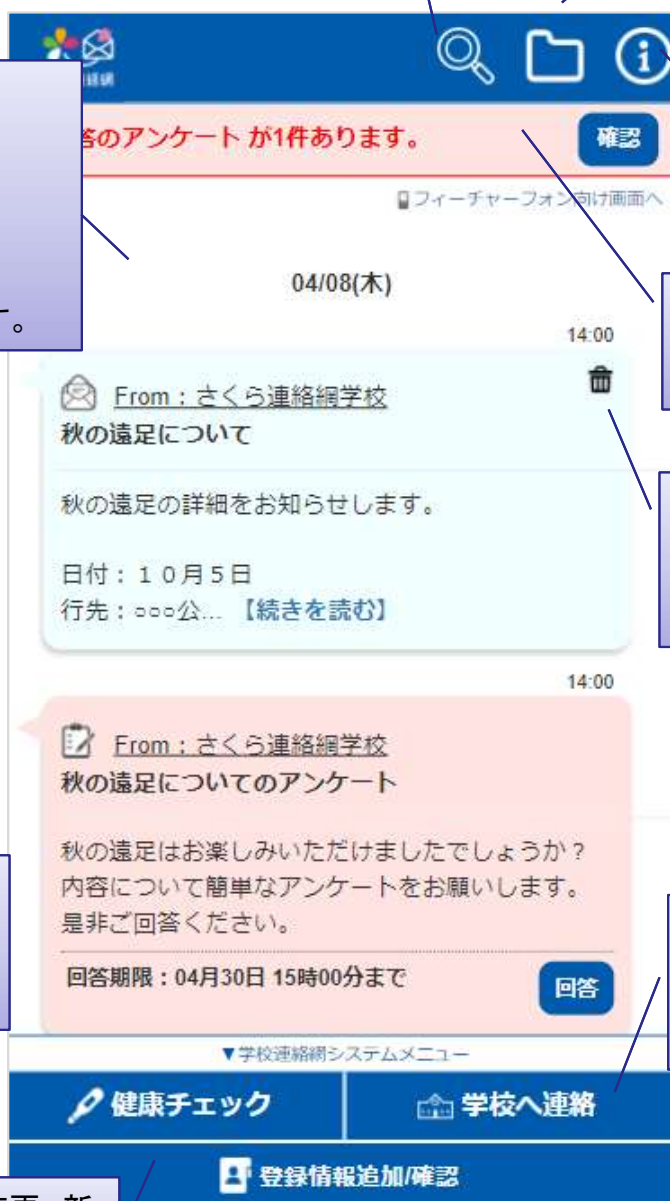 答のアンケート が1件あります。
確認
フィーチャーフォン向け画面へ
04/08(木)
す。
14:00
From：さくら連絡網学校
秋の遠足について
秋の遠足の詳細をお知らせします。
日付：１０月５日
行先：○○○公... 【続きを読む】
14:00
From：さくら連絡網学校
秋の遠足についてのアンケート
秋の遠足はお楽しみいただけましたでしょうか？
内容について簡単なアンケートをお願いします。
是非ご回答ください。
回答期限：04月30日 15時00分まで
回答
▼学校連絡網システムメニュー
健康チェック
学校へ連絡
登録情報追加/確認